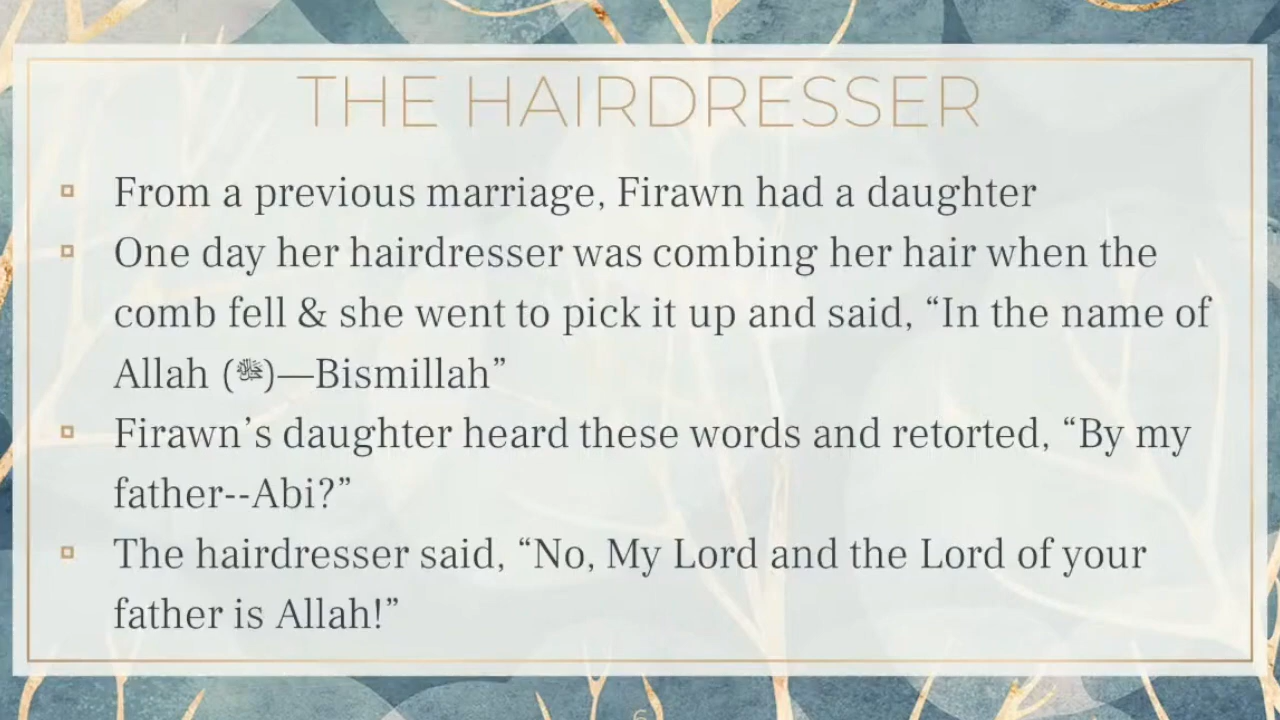 THE HAIRDRESSER
▫ From a previous marriage, Firawn had a daughter
▫ One day her hairdresser was combing her hair when the
comb fell & she went to pick it up and said, “In the name of
Allah (ﷻ)—Bismillah”
▫ Firawn’s daughter heard these words and retorted, “By my
father--Abi?”
▫ The hairdresser said, “No, My Lord and the Lord of your
father is Allah!”
6